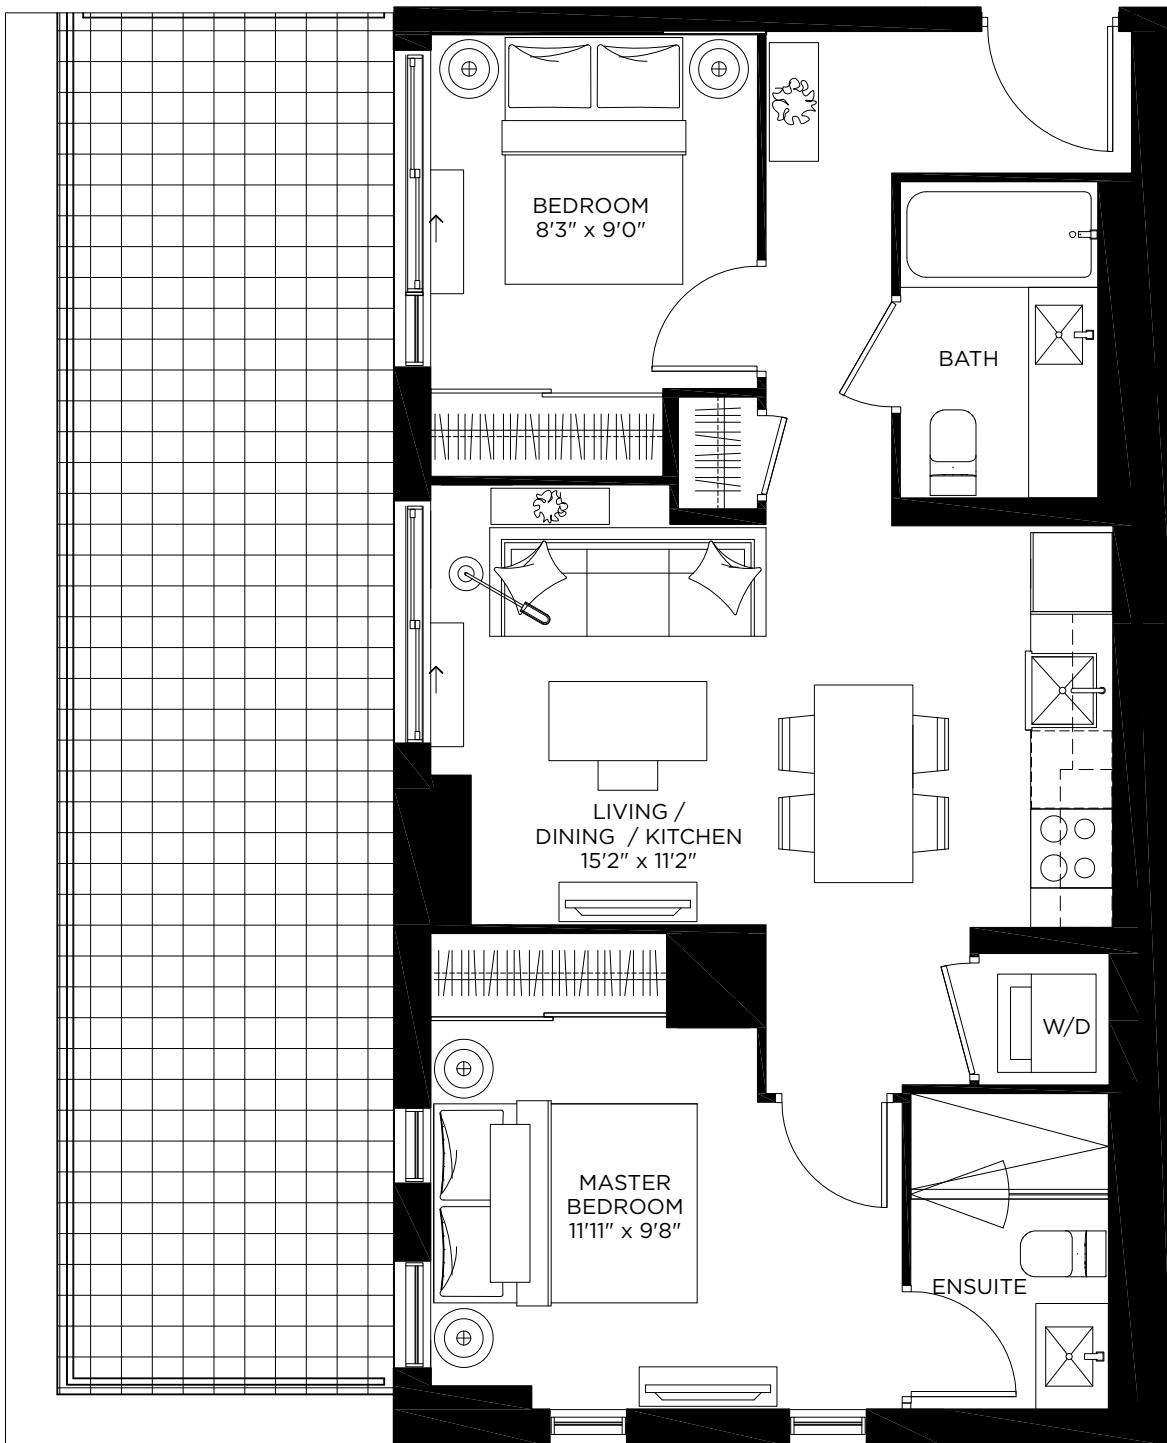 BEDROOM
8'3" x 9'0"
BATH
LIVING /
DINING / KITCHEN
15'2" x 11'2"
W/D
MASTER
BEDROOM
11'11" x 9'8"
ENSUITE